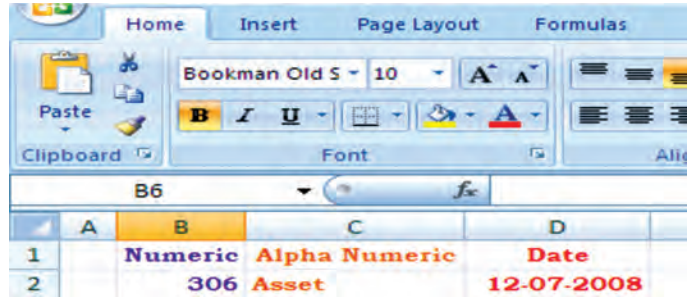 Home Insert Page Layout Formulas
Bookman Old S 10 A A
Paste
B I U A
Clipboard Font
B6 fx
A B C D
1 Numeric Alpha Numeric Date
2 306 Asset 12-07-2008